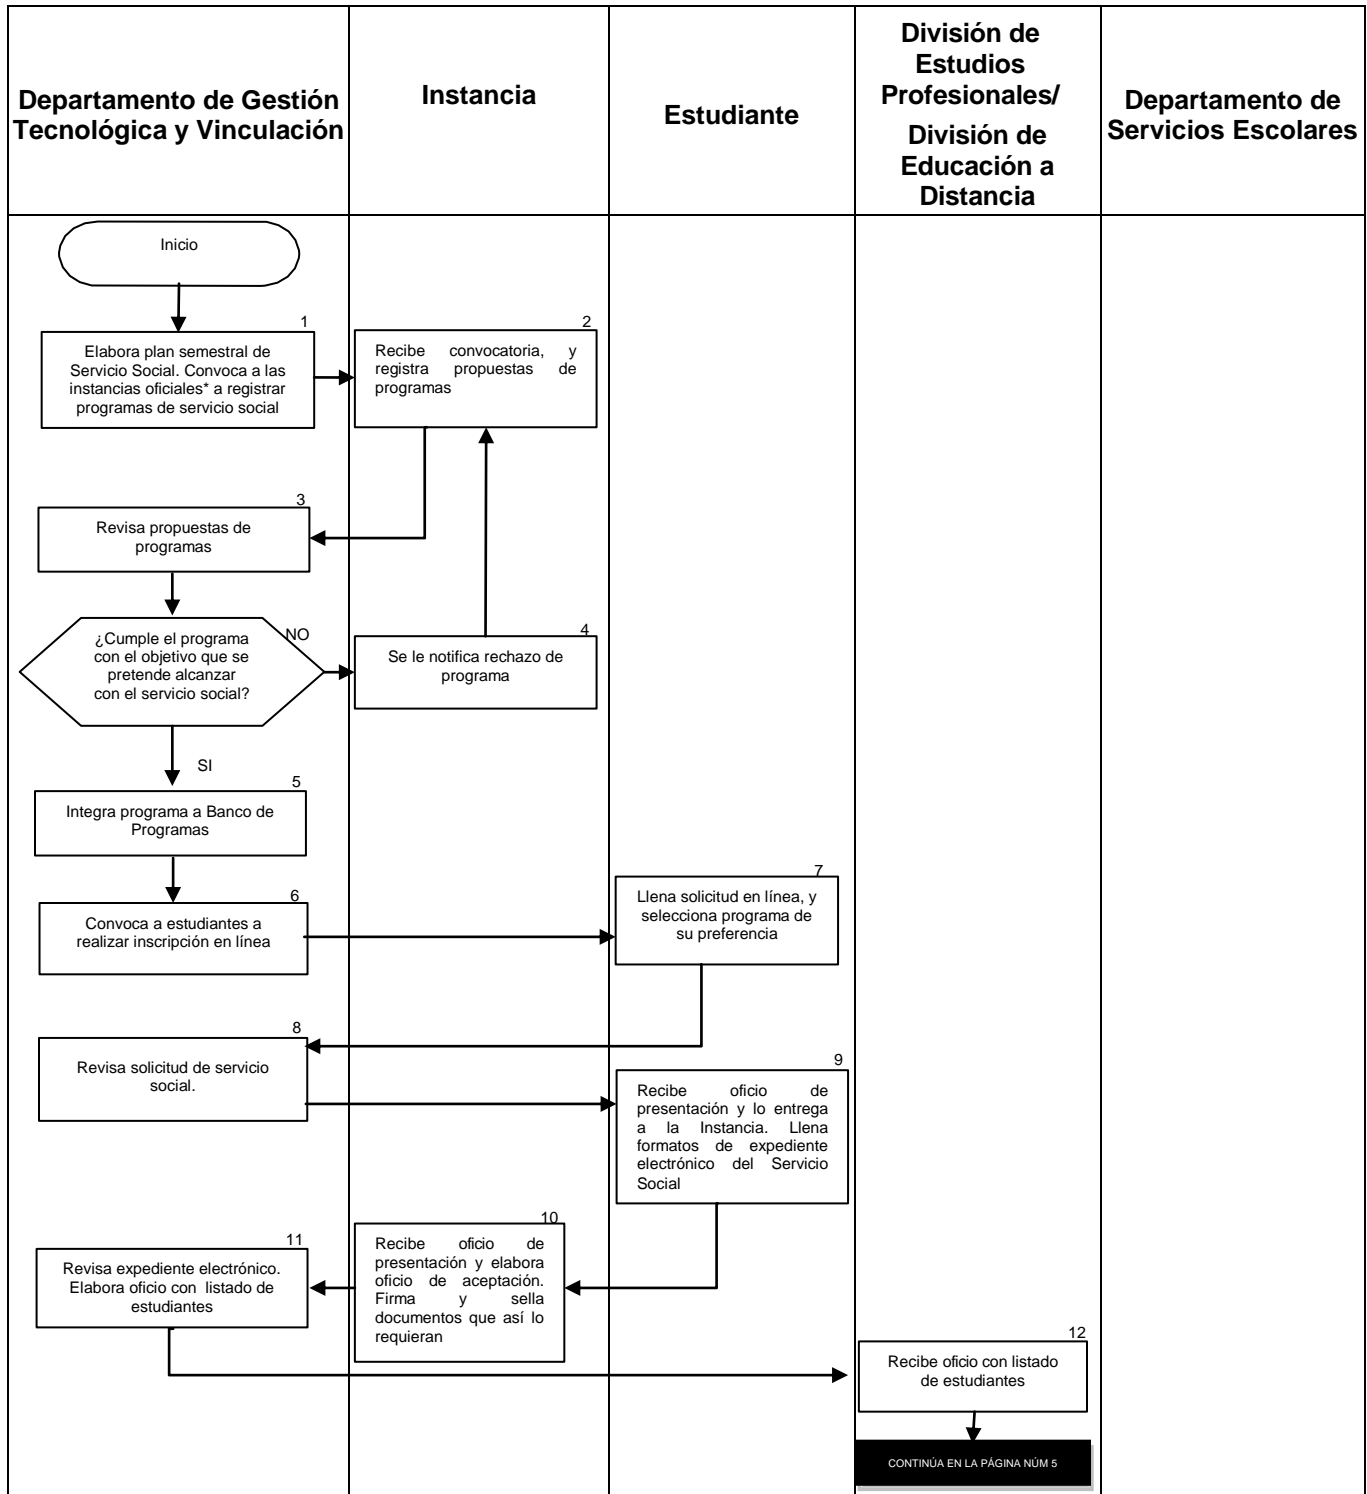 Departamento de Gestión
Tecnológica y Vinculación
Instancia
Estudiante
División de
Estudios
Profesionales/
División de
Educación a
Distancia
Departamento de
Servicios Escolares
Inicio
1
Elabora plan semestral de
Servicio Social. Convoca a las
instancias oficiales* a registrar
programas de servicio social
2
Recibe convocatoria, y
registra propuestas de
programas
3
Revisa propuestas de
programas
¿Cumple el programa
con el objetivo que se
pretende alcanzar
con el servicio social?
NO
4
Se le notifica rechazo de
programa
SI
5
Integra programa a Banco de
Programas
6
Convoca a estudiantes a
realizar inscripción en línea
7
Llena solicitud en línea, y
selecciona programa de
su preferencia
8
Revisa solicitud de servicio
social.
9
Recibe oficio de
presentación y lo entrega
a la Instancia. Llena
formatos de expediente
electrónico del Servicio
Social
10
Recibe oficio de
presentación y elabora
oficio de aceptación.
Firma y sella
documentos que así lo
requieran
11
Revisa expediente electrónico.
Elabora oficio con listado de
estudiantes
12
Recibe oficio con listado
de estudiantes
CONTINÚA EN LA PÁGINA NÚM 5